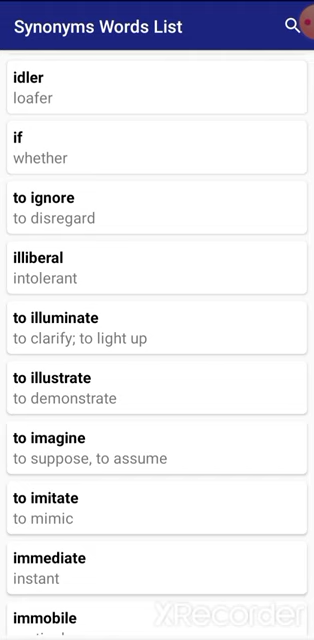 Synonyms Words List
idler
loafer
if
whether
to ignore
to disregard
illiberal
intolerant
to illuminate
to clarify; to light up
to illustrate
to demonstrate
to imagine
to suppose, to assume
to imitate
to mimic
immediate
instant
immobile
XRecorder